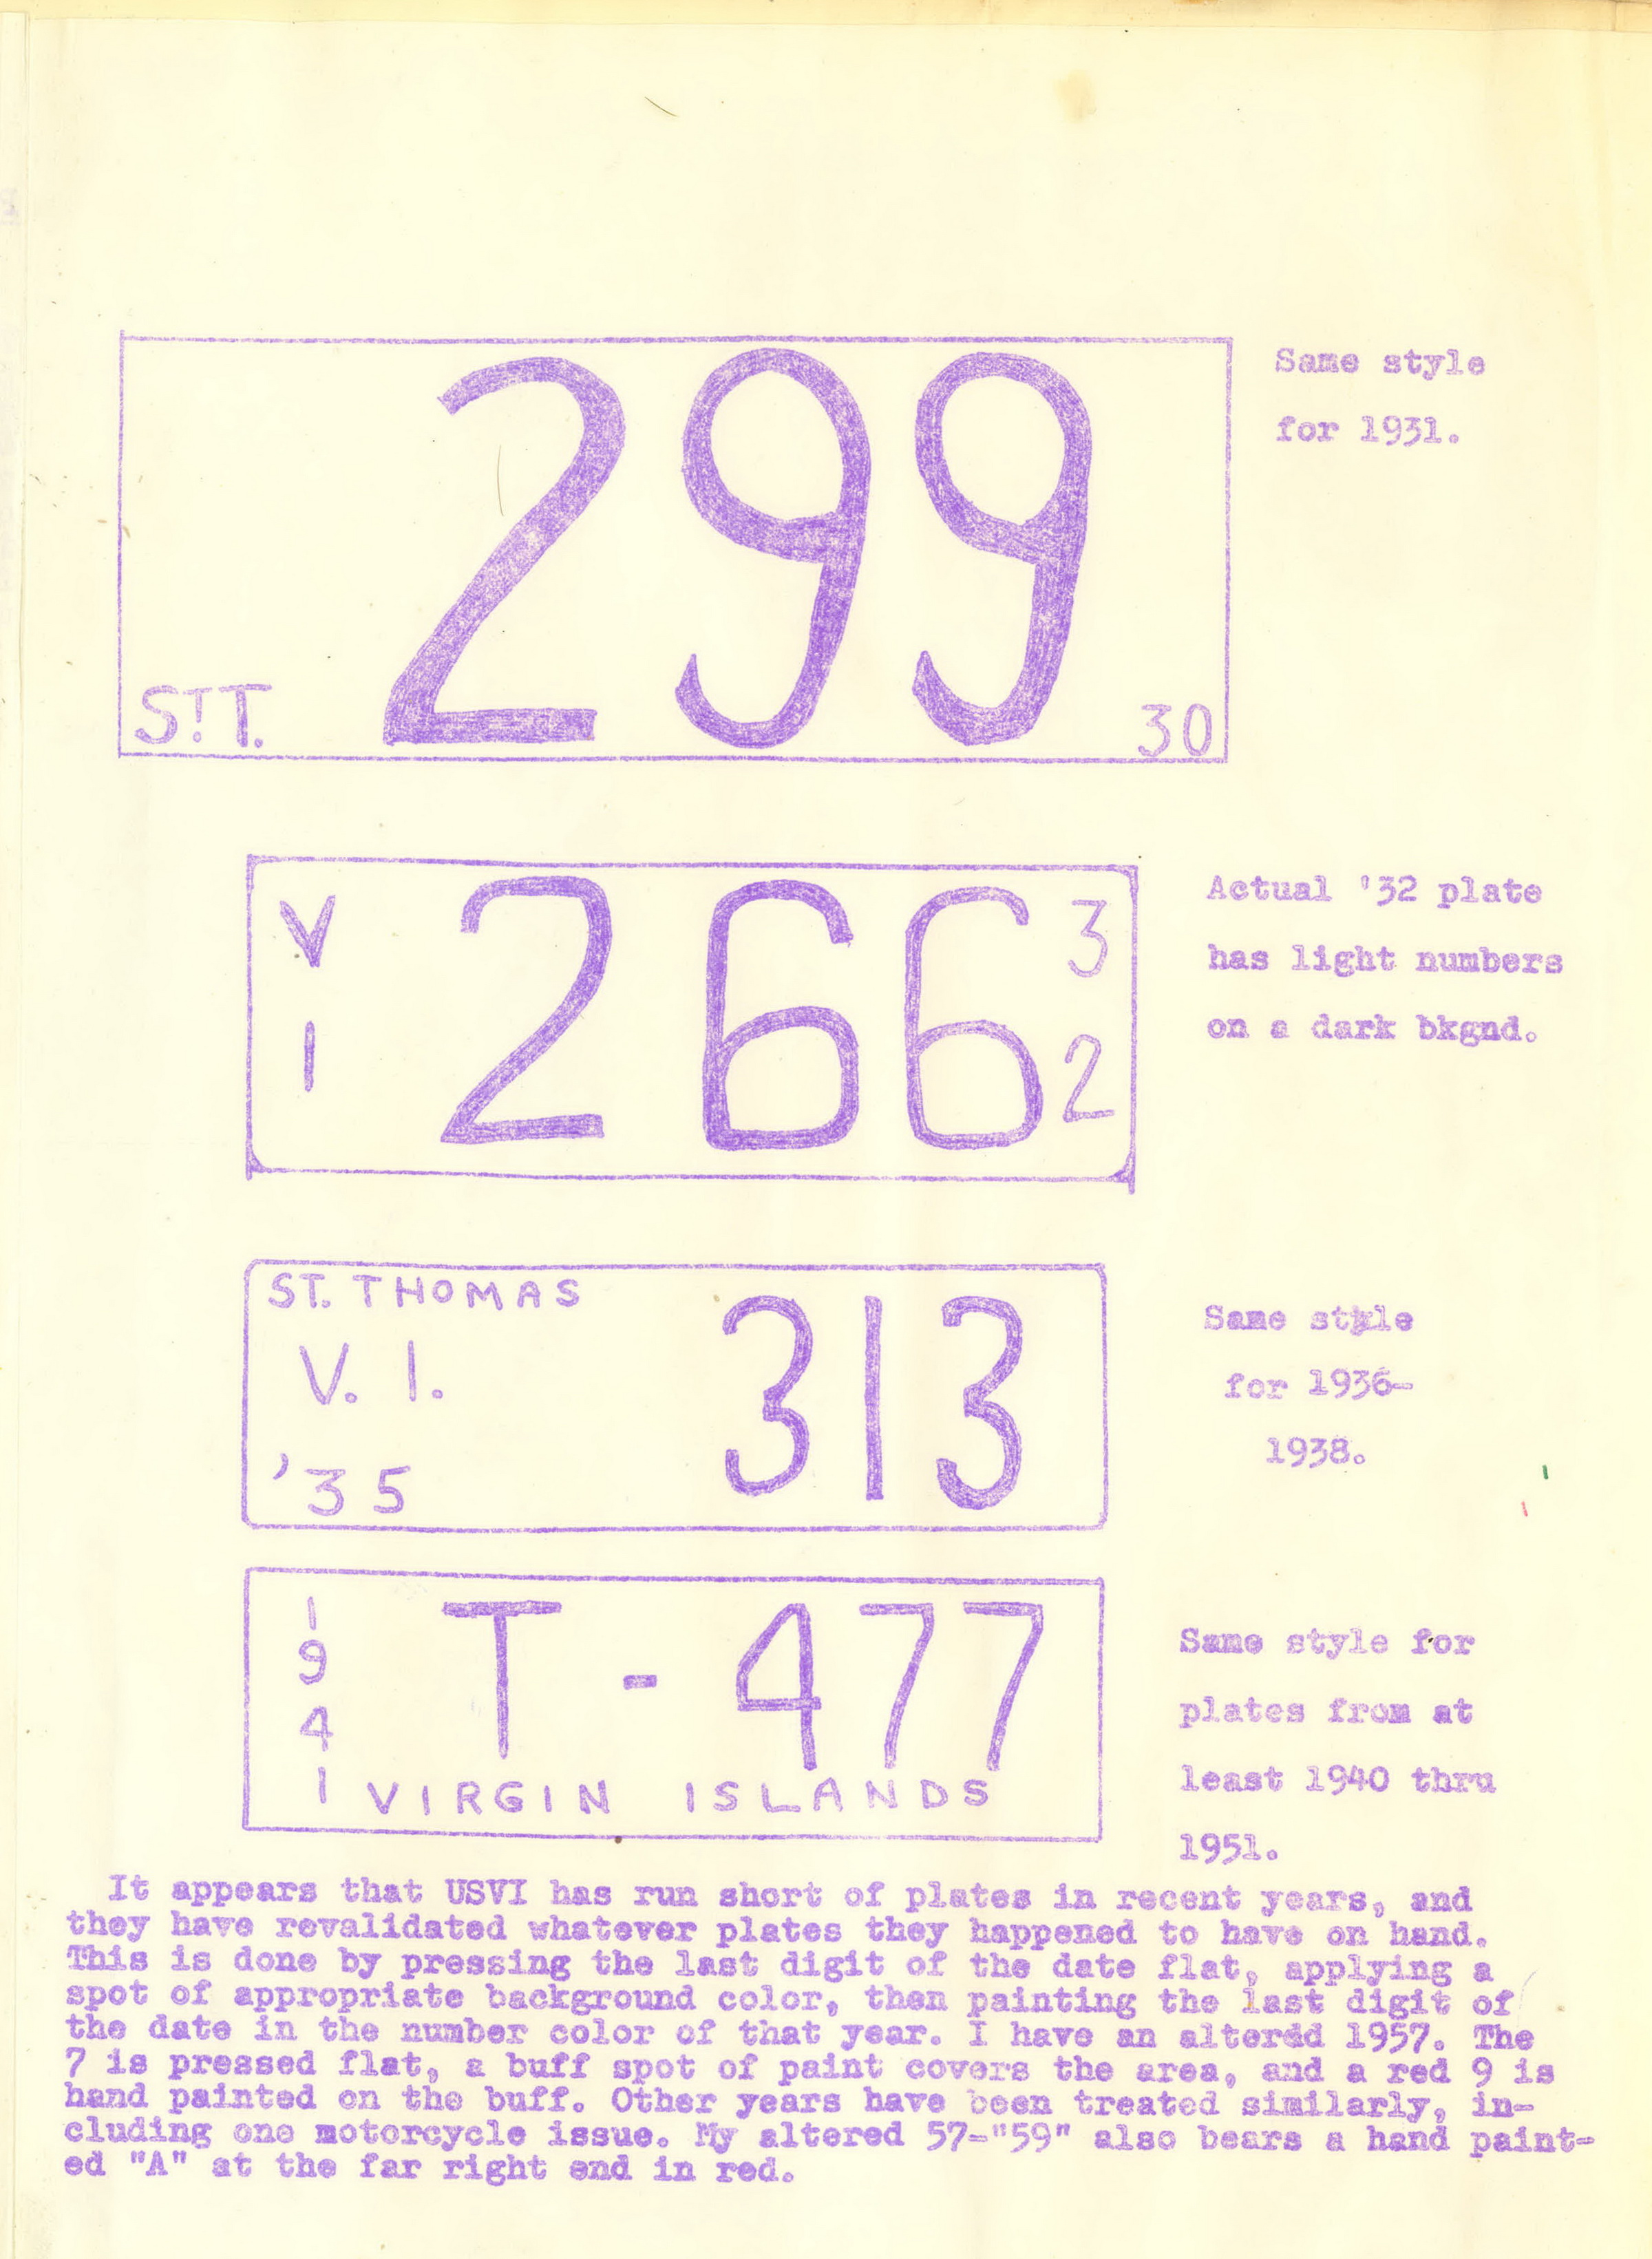 299
ST.T.
30
Same style
for 1931.
V
I
266
3
2
Actual '32 plate
has light numbers
on a dark bkgnd.
ST. THOMAS
V. I.
'35
313
Same style
for 1936-
1938.
1
9
4
1
T-477
VIRGIN ISLANDS
Same style for
plates from at
least 1940 thru
1951.
It appears that USVI has run short of plates in recent years, and
they have revalidated whatever plates they happened to have on hand.
This is done by pressing the last digit of the date flat, applying a
spot of appropriate background color, then painting the last digit of
the date in the number color of that year. I have an alterdd 1957. The
7 is pressed flat, a buff spot of paint covers the area, and a red 9 is
hand painted on the buff. Other years have been treated similarly, in-
cluding one motorcycle issue. My altered 57-"59" also bears a hand paint-
ed "A" at the far right end in red.